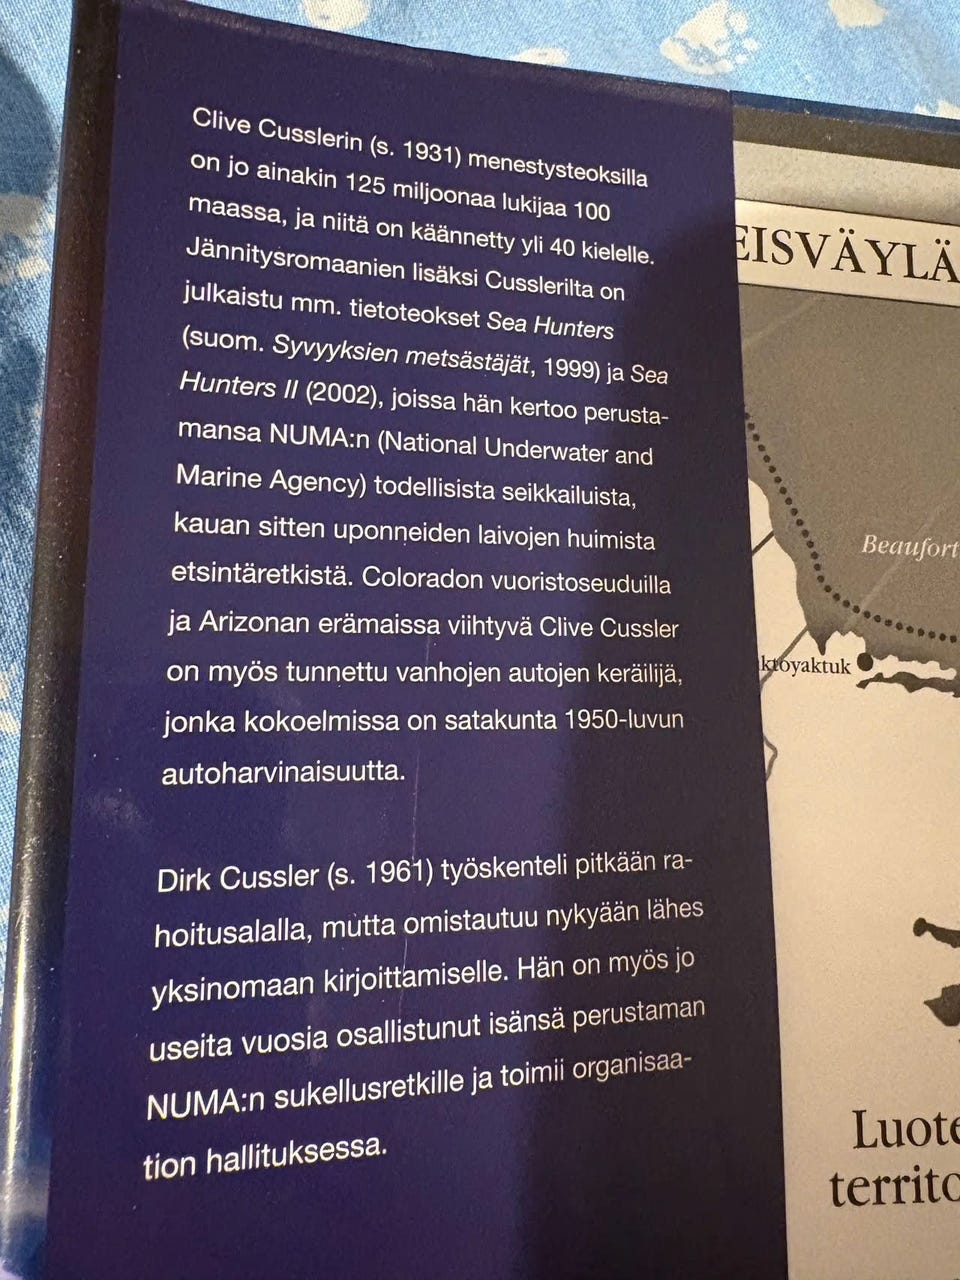 Clive Cusslerin (s. 1931) menestysteoksilla
on jo ainakin 125 miljoonaa lukijaa 100
maassa, ja niitä on käännetty yli 40 kielelle.
Jännitysromaanien lisäksi Cusslerilta on
julkaistu mm. tietoteokset Sea Hunters
(suom. Syvyyksien metsästäjät, 1999) ja Sea
Hunters II (2002), joissa hän kertoo perusta-
mansa NUMA:n (National Underwater and
Marine Agency) todellisista seikkailuista,
kauan sitten uponneiden laivojen huimista
etsintäretkistä. Coloradon vuoristoseuduilla
ja Arizonan erämaissa viihtyvä Clive Cussler
on myös tunnettu vanhojen autojen keräilijä,
jonka kokoelmissa on satakunta 1950-luvun
autoharvinaisuutta.
Dirk Cussler (s. 1961) työskenteli pitkään ra-
hoitusalalla, mutta omistautuu nykyään lähes
yksinomaan kirjoittamiselle. Hän on myös jo
useita vuosia osallistunut isänsä perustaman
NUMA:n sukellusretkille ja toimii organisaa-
tion hallituksessa.
EISVÄYLÄ
Beaufort
ktoyaktuk
Luote
territo